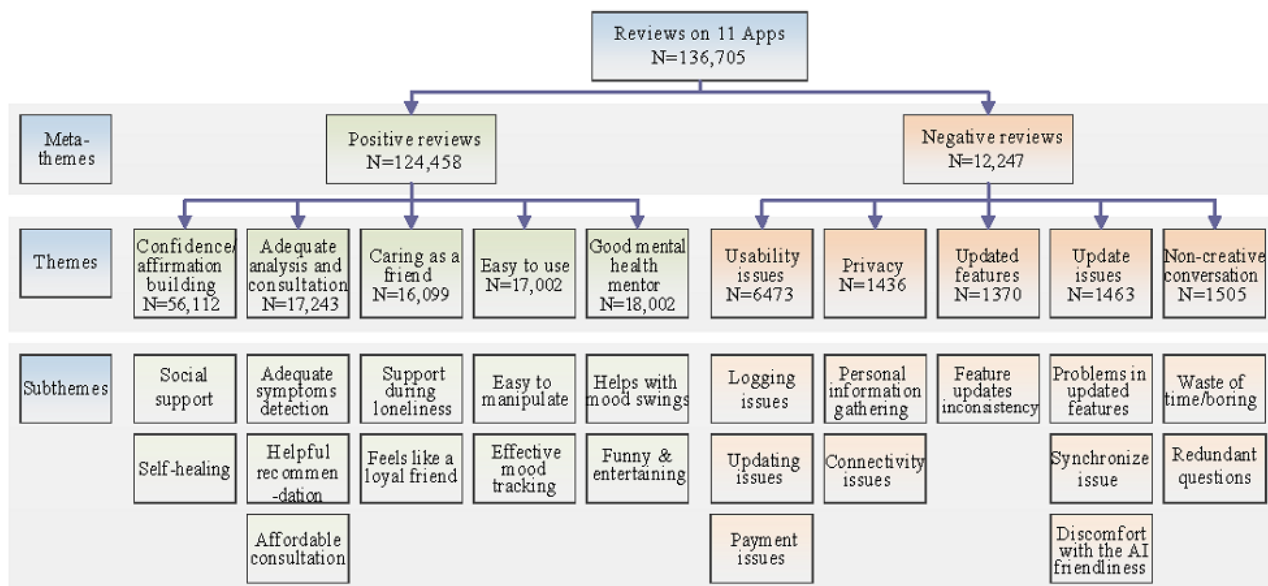 Reviews on 11 Apps
N=136,705
Meta-
themes
Positive reviews
N=124,458
Negative reviews
N=12,247
Themes
Confidence/
affirmation
building
N=56,112
Adequate
analysis and
consultation
N=17,243
Caring as a
friend
N=16,099
Easy to use
N=17,002
Good mental
health
mentor
N=18,002
Usability
issues
N=6473
Privacy
N=1436
Updated
features
N=1370
Update
issues
N=1463
Non-creative
conversation
N=1505
Subthemes
Social
support
Adequate
symptoms
detection
Support
during
loneliness
Easy to
manipulate
Helps with
mood swings
Logging
issues
Personal
information
gathering
Feature
updates
inconsistency
Problems in
updated
features
Waste of
time/boring
Self-healing
Helpful
recommen
-dation
Feels like a
loyal friend
Effective
mood
tracking
Funny &
entertaining
Updating
issues
Connectivity
issues
Synchronize
issue
Redundant
questions
Affordable
consultation
Payment
issues
Discomfort
with the AI
friendliness